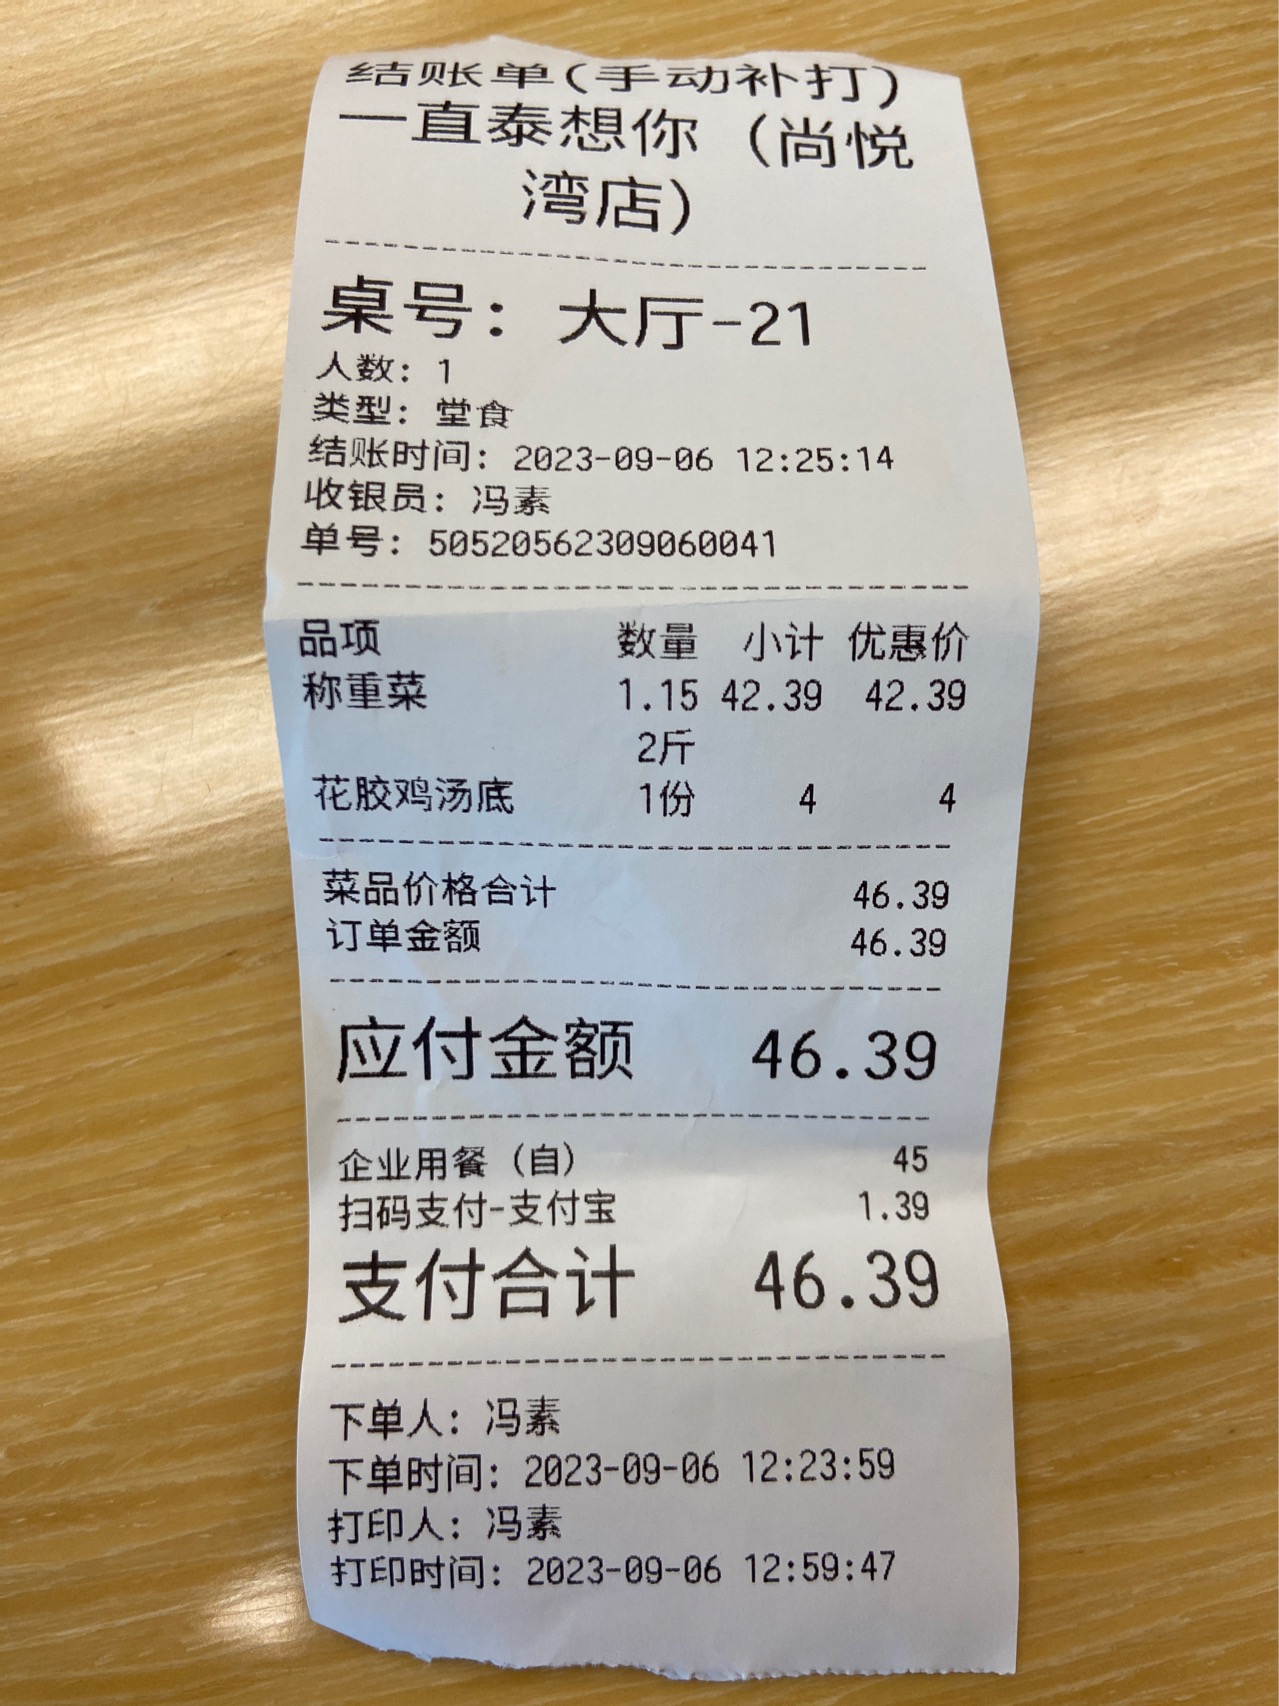 结账单(手动补打)
一直泰想你（尚悦
湾店）
桌号：大厅-21
人数：1
类型：堂食
结账时间：2023-09-06 12:25:14
收银员：冯素
单号：505205623090600​41
品项 数量 小计 优惠价
称重菜 1.15 42.39 42.39
2斤
花胶鸡汤底 1份 4 4
菜品价格合计 46.39
订单金额 46.39
应付金额 46.39
企业用餐（自） 45
扫码支付-支付宝 1.39
支付合计 46.39
下单人：冯素
下单时间：2023-09-06 12:23:59
打印人：冯素
打印时间：2023-09-06 12:59:47